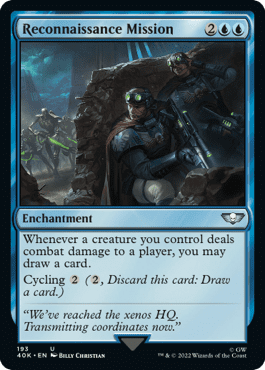 Reconnaissance Mission 2
Enchantment
Whenever a creature you control deals
combat damage to a player, you may
draw a card.
Cycling 2 (2, Discard this card: Draw
a card.)
“We’ve reached the xenos HQ.
Transmitting coordinates now.”
193 U © GW
40K • EN BILLY CHRISTIAN ™ & © 2022 Wizards of the Coast